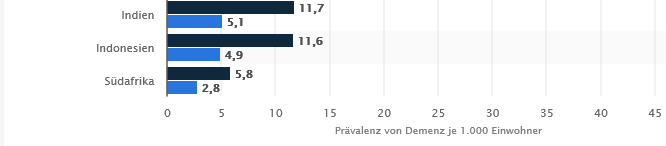 Indien 11,7
5,1
Indonesien 11,6
4,9
Südafrika 5,8
2,8
0 5 10 15 20 25 30 35 40 45
Prävalenz von Demenz je 1.000 Einwohner